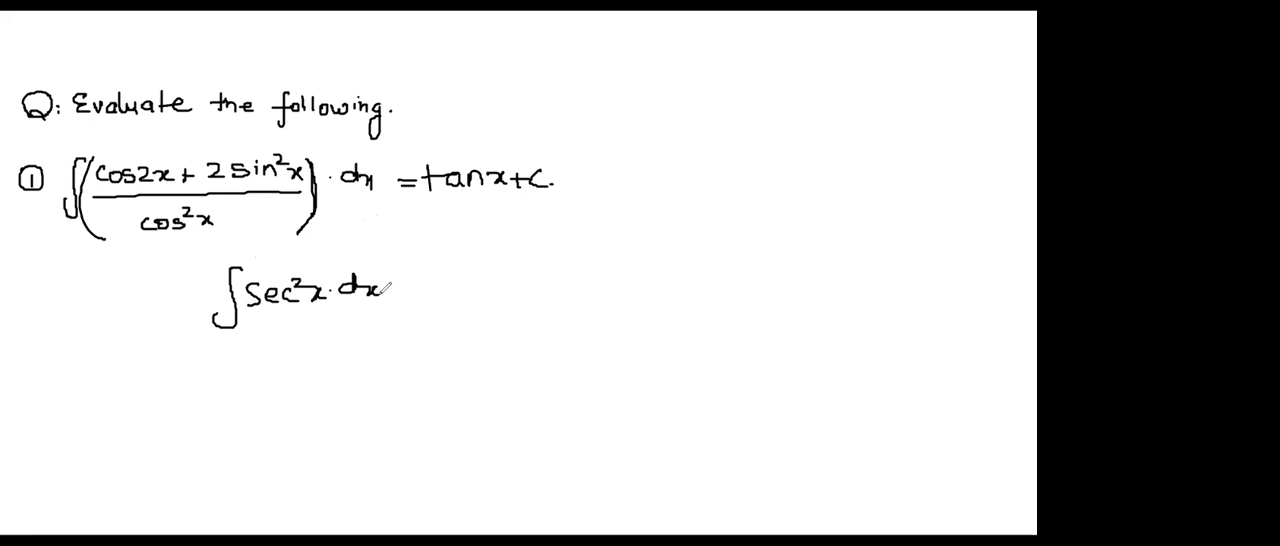 Q: Evaluate the following.
① ∫(cos2x + 2sin²x / cos²x) · dx = tanx + c.
∫sec²x · dx